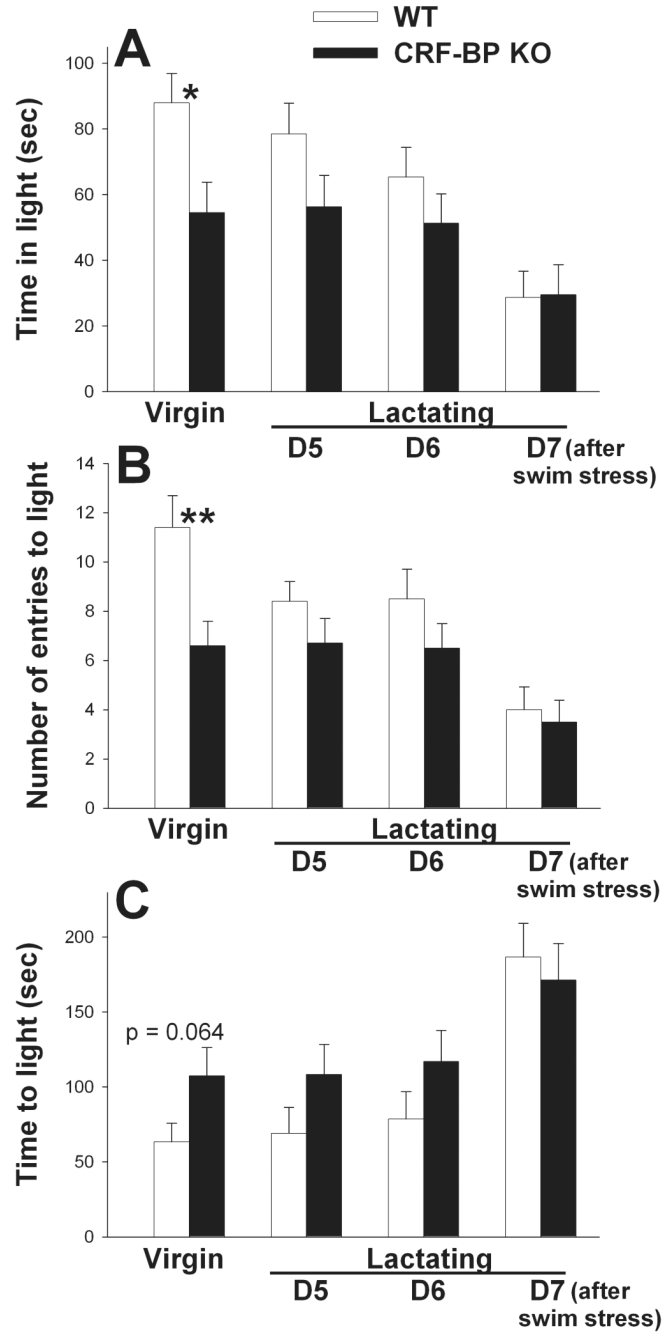 WT
CRF-BP KO
A
Time in light (sec)
100
80
60
40
20
0
*
Virgin
Lactating
D5
D6
D7 (after
swim stress)
B
Number of entries to light
14
12
10
8
6
4
2
0
**
Virgin
Lactating
D5
D6
D7 (after
swim stress)
C
Time to light (sec)
200
150
100
50
0
p = 0.064
Virgin
Lactating
D5
D6
D7 (after
swim stress)